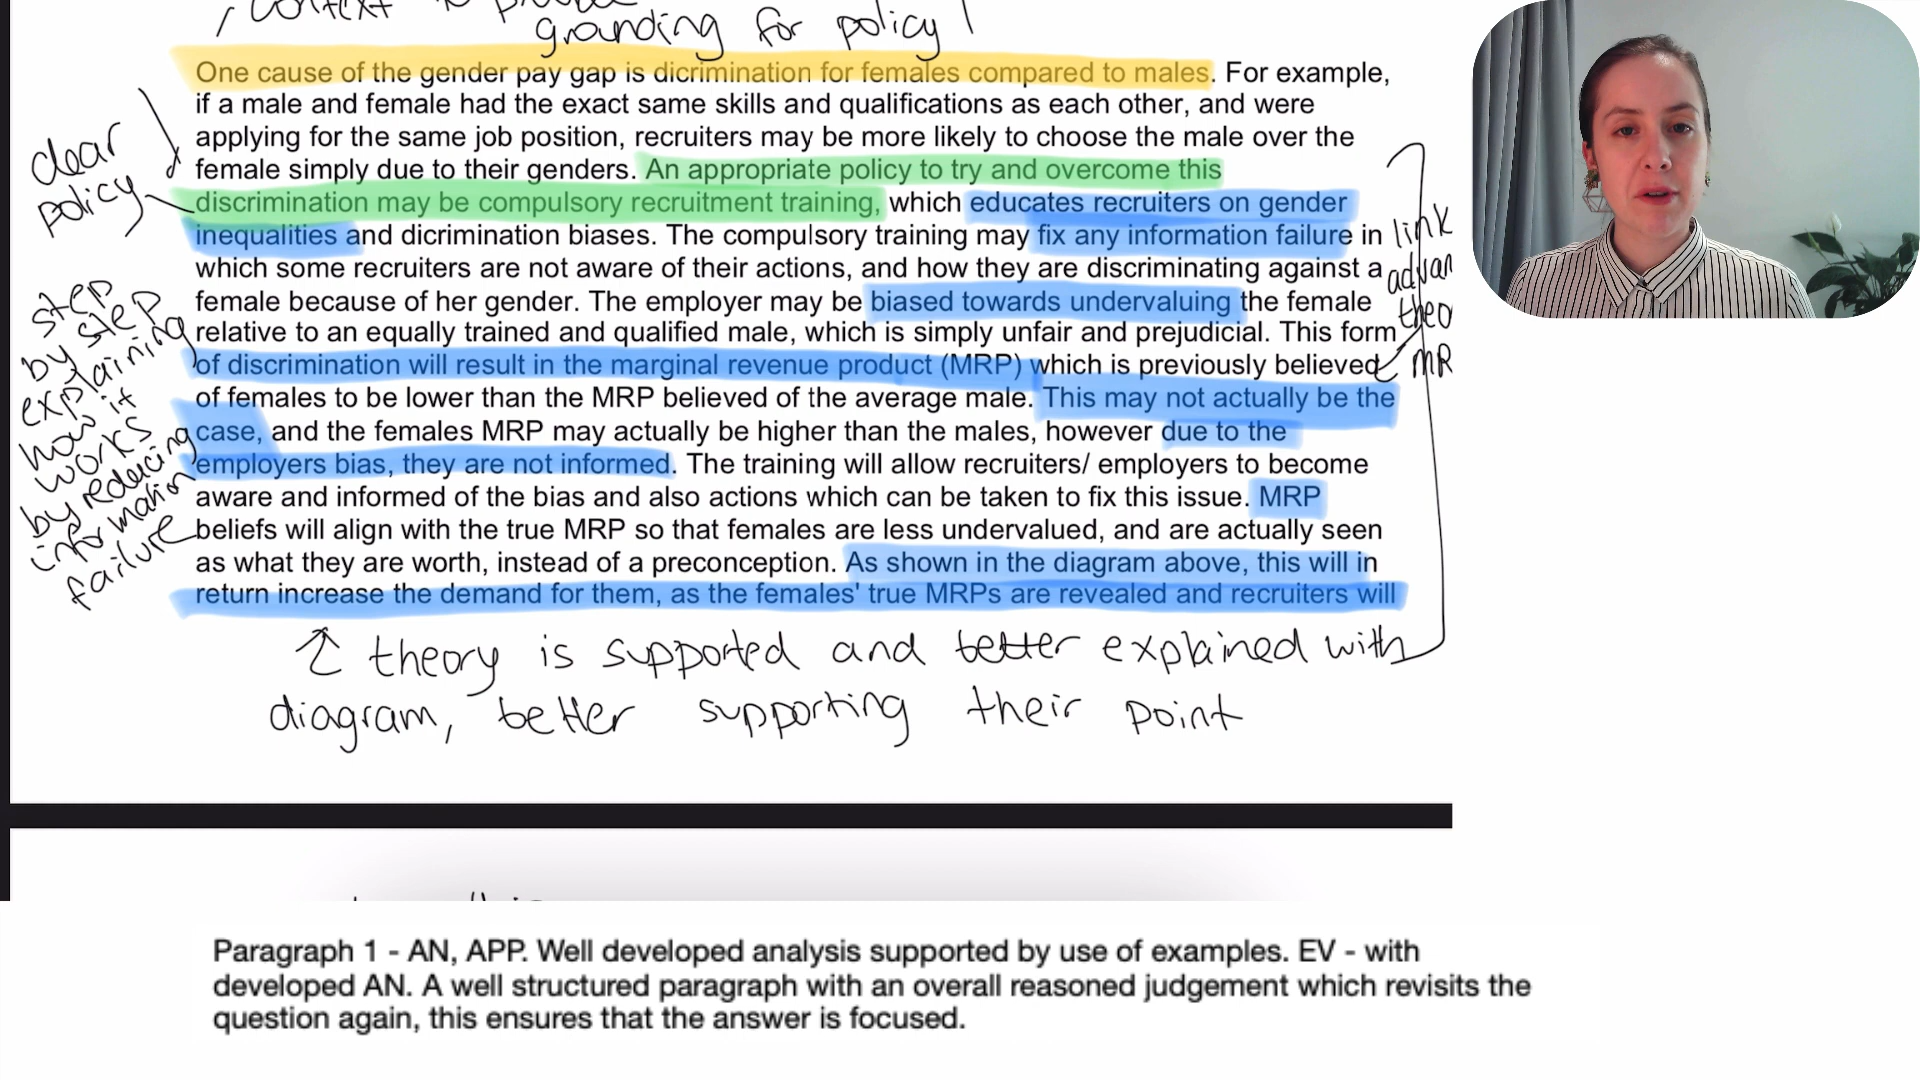 context to provide
grounding for policy
One cause of the gender pay gap is dicrimination for females compared to males. For example,
if a male and female had the exact same skills and qualifications as each other, and were
applying for the same job position, recruiters may be more likely to choose the male over the
female simply due to their genders. An appropriate policy to try and overcome this
discrimination may be compulsory recruitment training, which educates recruiters on gender
inequalities and dicrimination biases. The compulsory training may fix any information failure in
which some recruiters are not aware of their actions, and how they are discriminating against a
female because of her gender. The employer may be biased towards undervaluing the female
relative to an equally trained and qualified male, which is simply unfair and prejudicial. This form
of discrimination will result in the marginal revenue product (MRP) which is previously believed
of females to be lower than the MRP believed of the average male. This may not actually be the
case, and the females MRP may actually be higher than the males, however due to the
employers bias, they are not informed. The training will allow recruiters/ employers to become
aware and informed of the bias and also actions which can be taken to fix this issue. MRP
beliefs will align with the true MRP so that females are less undervalued, and are actually seen
as what they are worth, instead of a preconception. As shown in the diagram above, this will in
return increase the demand for them, as the females' true MRPs are revealed and recruiters will
clear
policy
step
by step
explaining
how it
works
by reducing
information
failure
link
advan
theo
MR
theory is supported and better explained with
diagram, better supporting their point
Paragraph 1 - AN, APP. Well developed analysis supported by use of examples. EV - with
developed AN. A well structured paragraph with an overall reasoned judgement which revisits the
question again, this ensures that the answer is focused.